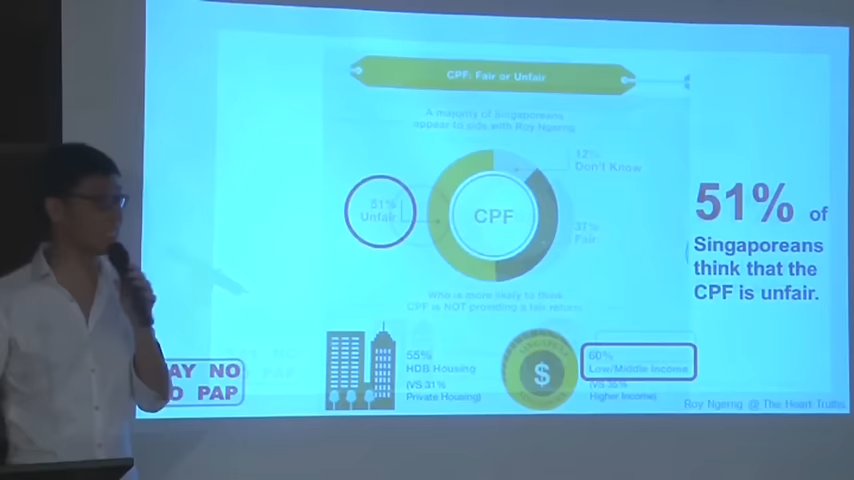 CPF: Fair or Unfair
A majority of Singaporeans
appear to side with Roy Ngerng
12%
Don't Know
51%
Unfair
CPF
37%
Fair
51% of
Singaporeans
think that the
CPF is unfair.
Who is more likely to think
CPF is NOT providing a fair return
55%
HDB Housing
(VS 31%
Private Housing)
$
60%
Low/Middle Income
(VS 35%
Higher Income)
AY NO
O PAP
Roy Ngerng @ The Heart Truths